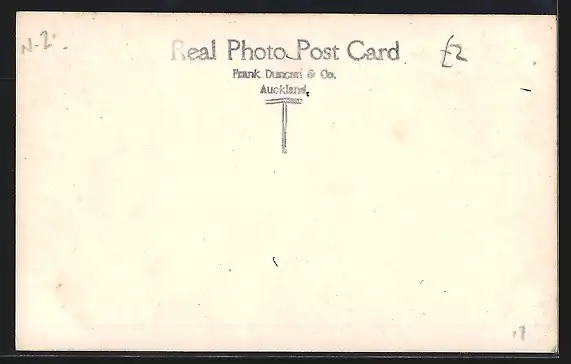 N.Z.
Real Photo Post Card
£2
Frank Duncan & Co.
Auckland.